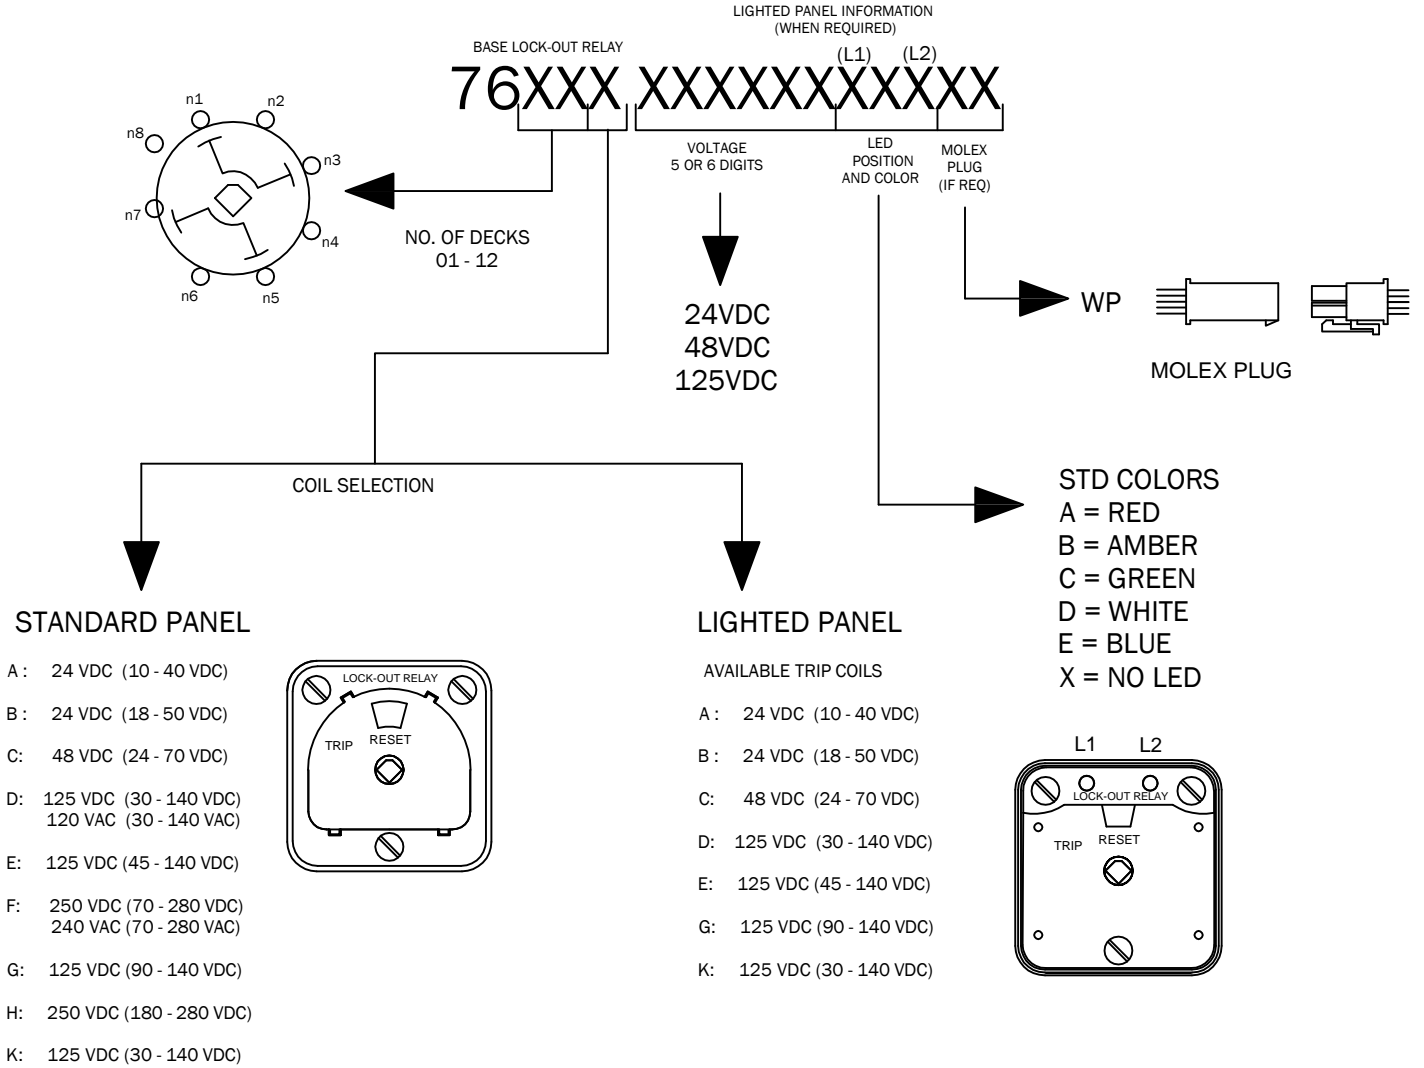 LIGHTED PANEL INFORMATION
(WHEN REQUIRED)
BASE LOCK-OUT RELAY
(L1)
(L2)
76XXX XXXXXXXXXXX
n1
n2
n3
n4
n5
n6
n7
n8
NO. OF DECKS
01 - 12
VOLTAGE
5 OR 6 DIGITS
LED
POSITION
AND COLOR
MOLEX
PLUG
(IF REQ)
24VDC
48VDC
125VDC
WP
MOLEX PLUG
COIL SELECTION
STD COLORS
A = RED
B = AMBER
C = GREEN
D = WHITE
E = BLUE
X = NO LED
STANDARD PANEL
A : 24 VDC (10 - 40 VDC)
B : 24 VDC (18 - 50 VDC)
C: 48 VDC (24 - 70 VDC)
D: 125 VDC (30 - 140 VDC)
120 VAC (30 - 140 VAC)
E: 125 VDC (45 - 140 VDC)
F: 250 VDC (70 - 280 VDC)
240 VAC (70 - 280 VAC)
G: 125 VDC (90 - 140 VDC)
H: 250 VDC (180 - 280 VDC)
K: 125 VDC (30 - 140 VDC)
LOCK-OUT RELAY
TRIP
RESET
LIGHTED PANEL
AVAILABLE TRIP COILS
A : 24 VDC (10 - 40 VDC)
B : 24 VDC (18 - 50 VDC)
C: 48 VDC (24 - 70 VDC)
D: 125 VDC (30 - 140 VDC)
E: 125 VDC (45 - 140 VDC)
G: 125 VDC (90 - 140 VDC)
K: 125 VDC (30 - 140 VDC)
L1
L2
LOCK-OUT RELAY
TRIP
RESET